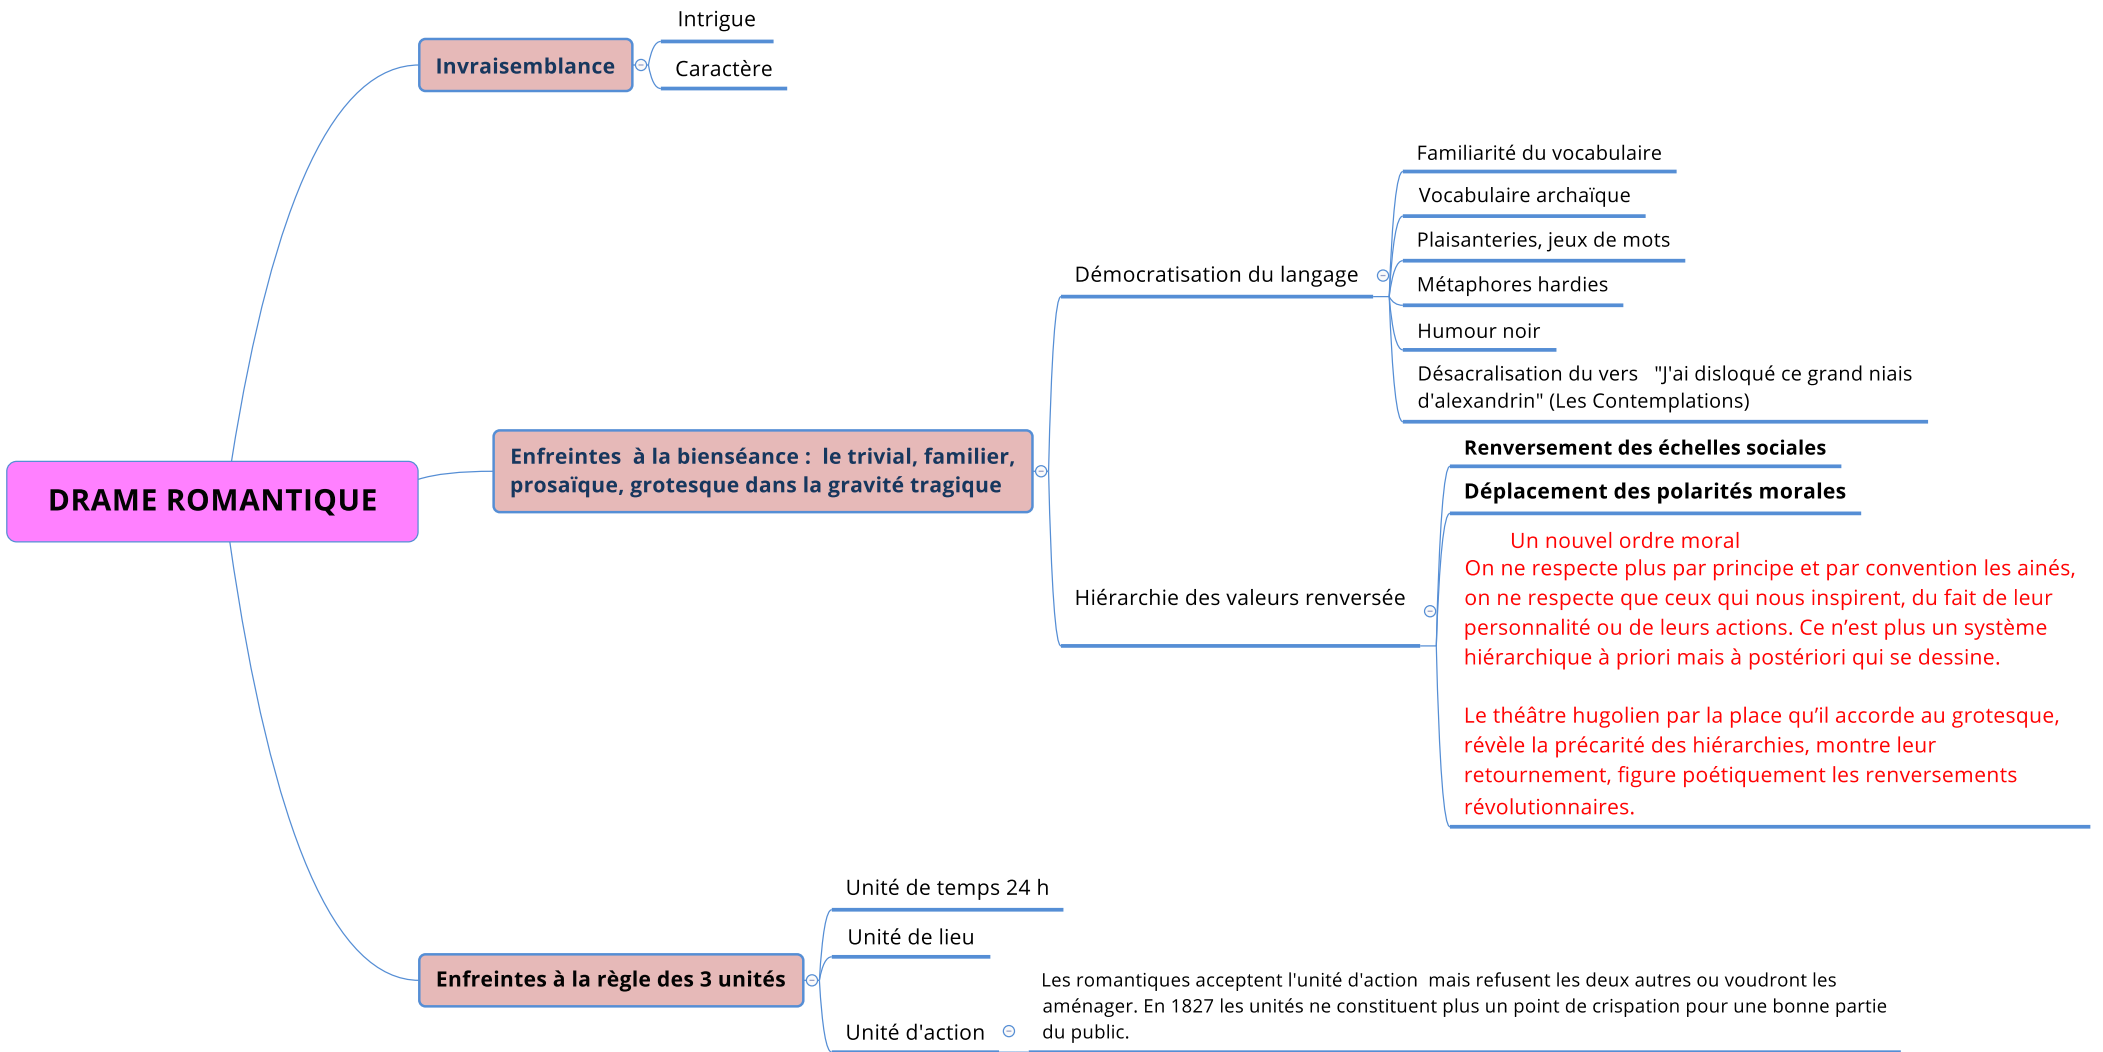 Intrigue
Invraisemblance
Caractère
Familiarité du vocabulaire
Vocabulaire archaïque
Plaisanteries, jeux de mots
Démocratisation du langage
Métaphores hardies
Humour noir
Désacralisation du vers   "J'ai disloqué ce grand niais
d'alexandrin" (Les Contemplations)
Enfreintes  à la bienséance :  le trivial, familier,
prosaïque, grotesque dans la gravité tragique
DRAME ROMANTIQUE
Renversement des échelles sociales
Déplacement des polarités morales
Hiérarchie des valeurs renversée
Un nouvel ordre moral
On ne respecte plus par principe et par convention les ainés,
on ne respecte que ceux qui nous inspirent, du fait de leur
personnalité ou de leurs actions. Ce n’est plus un système
hiérarchique à priori mais à postériori qui se dessine.
Le théâtre hugolien par la place qu’il accorde au grotesque,
révèle la précarité des hiérarchies, montre leur
retournement, figure poétiquement les renversements
révolutionnaires.
Unité de temps 24 h
Unité de lieu
Enfreintes à la règle des 3 unités
Unité d'action
Les romantiques acceptent l'unité d'action  mais refusent les deux autres ou voudront les
aménager. En 1827 les unités ne constituent plus un point de crispation pour une bonne partie
du public.